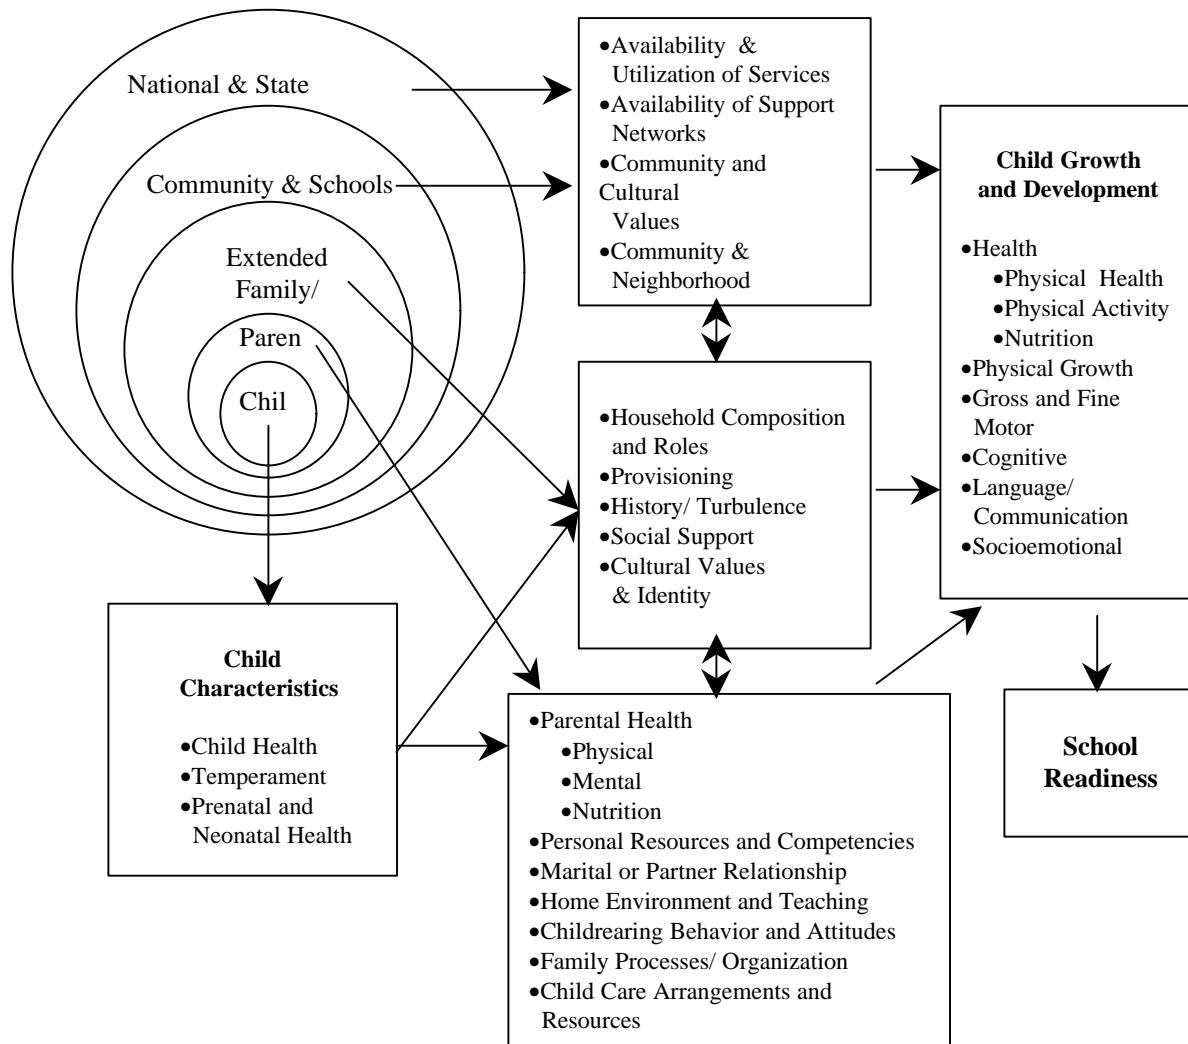 National & State
Community & Schools
Extended
Family/
Paren
Chil
•Availability &
Utilization of Services
•Availability of Support
Networks
•Community and
Cultural
Values
•Community &
Neighborhood
•Household Composition
and Roles
•Provisioning
•History/ Turbulence
•Social Support
•Cultural Values
& Identity
Child Growth
and Development
•Health
•Physical Health
•Physical Activity
•Nutrition
•Physical Growth
•Gross and Fine
Motor
•Cognitive
•Language/
Communication
•Socioemotional
Child
Characteristics
•Child Health
•Temperament
•Prenatal and
Neonatal Health
•Parental Health
•Physical
•Mental
•Nutrition
•Personal Resources and Competencies
•Marital or Partner Relationship
•Home Environment and Teaching
•Childrearing Behavior and Attitudes
•Family Processes/ Organization
•Child Care Arrangements and
Resources
School
Readiness